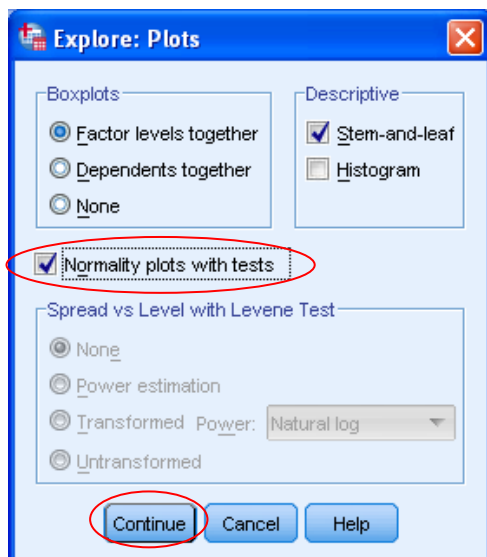 Explore: Plots
Boxplots
Factor levels together
Dependents together
None
Descriptive
Stem-and-leaf
Histogram
Normality plots with tests
Spread vs Level with Levene Test
None
Power estimation
Transformed Power: Natural log
Untransformed
Continue Cancel Help